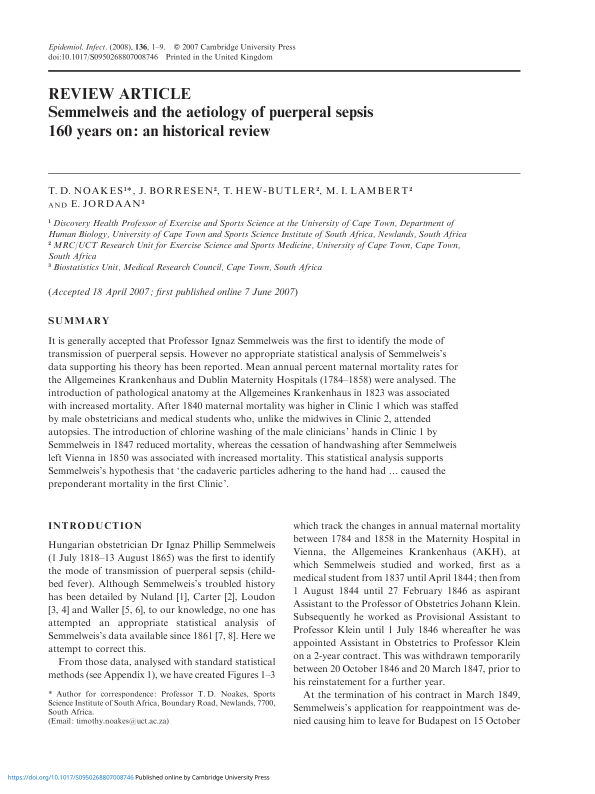 Epidemiol. Infect. (2008), 136, 1–9. © 2007 Cambridge University Press
doi:10.1017/S0950268807008746 Printed in the United Kingdom
REVIEW ARTICLE
Semmelweis and the aetiology of puerperal sepsis
160 years on: an historical review
T. D. NOAKES¹*, J. BORRESEN², T. HEW-BUTLER², M. I. LAMBERT²
AND E. JORDAAN³
¹ Discovery Health Professor of Exercise and Sports Science at the University of Cape Town, Department of
Human Biology, University of Cape Town and Sports Science Institute of South Africa, Newlands, South Africa
² MRC/UCT Research Unit for Exercise Science and Sports Medicine, University of Cape Town, Cape Town,
South Africa
³ Biostatistics Unit, Medical Research Council, Cape Town, South Africa
(Accepted 18 April 2007; first published online 7 June 2007)
SUMMARY
It is generally accepted that Professor Ignaz Semmelweis was the first to identify the mode of
transmission of puerperal sepsis. However no appropriate statistical analysis of Semmelweis's
data supporting his theory has been reported. Mean annual percent maternal mortality rates for
the Allgemeines Krankenhaus and Dublin Maternity Hospitals (1784–1858) were analysed. The
introduction of pathological anatomy at the Allgemeines Krankenhaus in 1823 was associated
with increased mortality. After 1840 maternal mortality was higher in Clinic 1 which was staffed
by male obstetricians and medical students who, unlike the midwives in Clinic 2, attended
autopsies. The introduction of chlorine washing of the male clinicians' hands in Clinic 1 by
Semmelweis in 1847 reduced mortality, whereas the cessation of handwashing after Semmelweis
left Vienna in 1850 was associated with increased mortality. This statistical analysis supports
Semmelweis's hypothesis that 'the cadaveric particles adhering to the hand had ... caused the
preponderant mortality in the first Clinic'.
INTRODUCTION
Hungarian obstetrician Dr Ignaz Phillip Semmelweis
(1 July 1818–13 August 1865) was the first to identify
the mode of transmission of puerperal sepsis (child-
bed fever). Although Semmelweis's troubled history
has been detailed by Nuland [1], Carter [2], Loudon
[3, 4] and Waller [5, 6], to our knowledge, no one has
attempted an appropriate statistical analysis of
Semmelweis's data available since 1861 [7, 8]. Here we
attempt to correct this.
From those data, analysed with standard statistical
methods (see Appendix 1), we have created Figures 1–3
* Author for correspondence: Professor T. D. Noakes, Sports
Science Institute of South Africa, Boundary Road, Newlands, 7700,
South Africa.
(Email: timothy.noakes@uct.ac.za)
which track the changes in annual maternal mortality
between 1784 and 1858 in the Maternity Hospital in
Vienna, the Allgemeines Krankenhaus (AKH), at
which Semmelweis studied and worked, first as a
medical student from 1837 until April 1844; then from
1 August 1844 until 27 February 1846 as aspirant
Assistant to the Professor of Obstetrics Johann Klein.
Subsequently he worked as Provisional Assistant to
Professor Klein until 1 July 1846 whereafter he was
appointed Assistant in Obstetrics to Professor Klein
on a 2-year contract. This was withdrawn temporarily
between 20 October 1846 and 20 March 1847, prior to
his reinstatement for a further year.
At the termination of his contract in March 1849,
Semmelweis's application for reappointment was de-
nied causing him to leave for Budapest on 15 October
https://doi.org/10.1017/S0950268807008746 Published online by Cambridge University Press